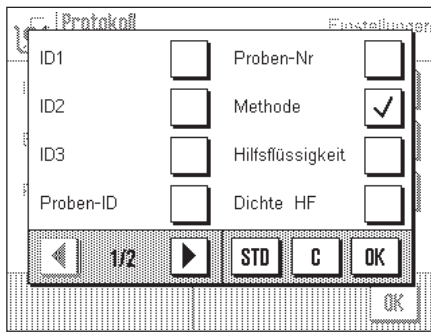 Protokoll Einstellungen
ID1 Proben-Nr
ID2 Methode
ID3 Hilfsflüssigkeit
Proben-ID Dichte HF
1/2 STD C OK
OK